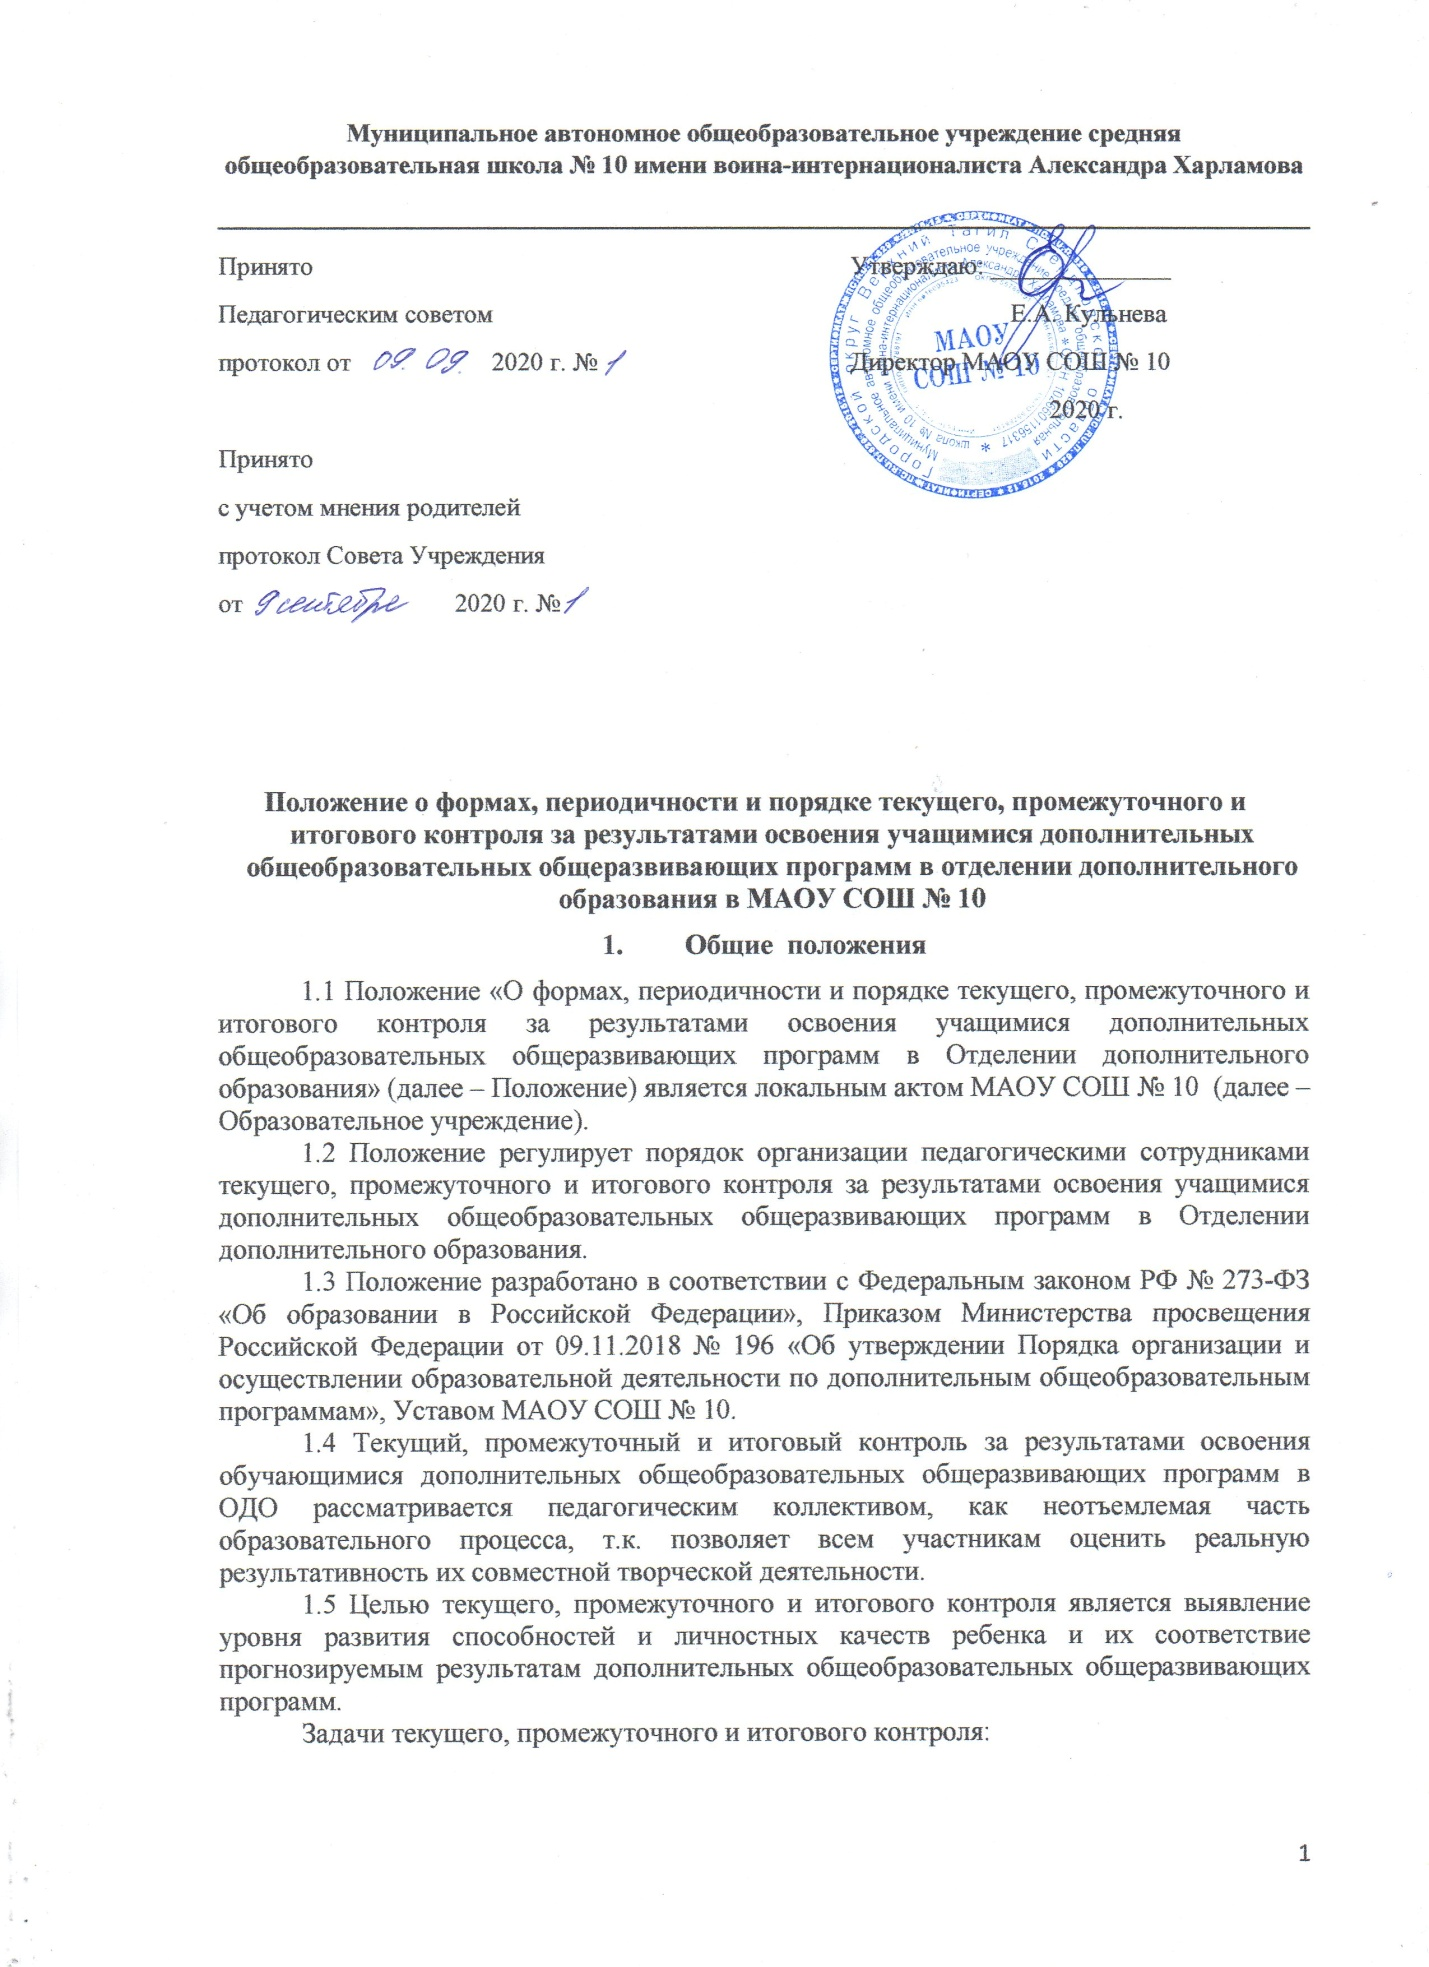 Муниципальное автономное общеобразовательное учреждение средняя
общеобразовательная школа № 10 имени воина-интернационалиста Александра Харламова
Принято
Утверждаю:
Педагогическим советом
Е.А. Кульнева
протокол от 09.09. 2020 г. № 1
Директор МАОУ СОШ № 10
2020 г.
МАОУ
СОШ № 10
Городской округ Верхний Тагил Свердловской области
Принято
с учетом мнения родителей
протокол Совета Учреждения
от 9 сентября 2020 г. № 1
Положение о формах, периодичности и порядке текущего, промежуточного и
итогового контроля за результатами освоения учащимися дополнительных
общеобразовательных общеразвивающих программ в отделении дополнительного
образования в МАОУ СОШ № 10
1. Общие положения
1.1 Положение «О формах, периодичности и порядке текущего, промежуточного и
итогового контроля за результатами освоения учащимися дополнительных
общеобразовательных общеразвивающих программ в Отделении дополнительного
образования» (далее – Положение) является локальным актом МАОУ СОШ № 10 (далее –
Образовательное учреждение).
1.2 Положение регулирует порядок организации педагогическими сотрудниками
текущего, промежуточного и итогового контроля за результатами освоения учащимися
дополнительных общеобразовательных общеразвивающих программ в Отделении
дополнительного образования.
1.3 Положение разработано в соответствии с Федеральным законом РФ № 273-ФЗ
«Об образовании в Российской Федерации», Приказом Министерства просвещения
Российской Федерации от 09.11.2018 № 196 «Об утверждении Порядка организации и
осуществлении образовательной деятельности по дополнительным общеобразовательным
программам», Уставом МАОУ СОШ № 10.
1.4 Текущий, промежуточный и итоговый контроль за результатами освоения
обучающимися дополнительных общеобразовательных общеразвивающих программ в
ОДО рассматривается педагогическим коллективом, как неотъемлемая часть
образовательного процесса, т.к. позволяет всем участникам оценить реальную
результативность их совместной творческой деятельности.
1.5 Целью текущего, промежуточного и итогового контроля является выявление
уровня развития способностей и личностных качеств ребенка и их соответствие
прогнозируемым результатам дополнительных общеобразовательных общеразвивающих
программ.
Задачи текущего, промежуточного и итогового контроля:
1